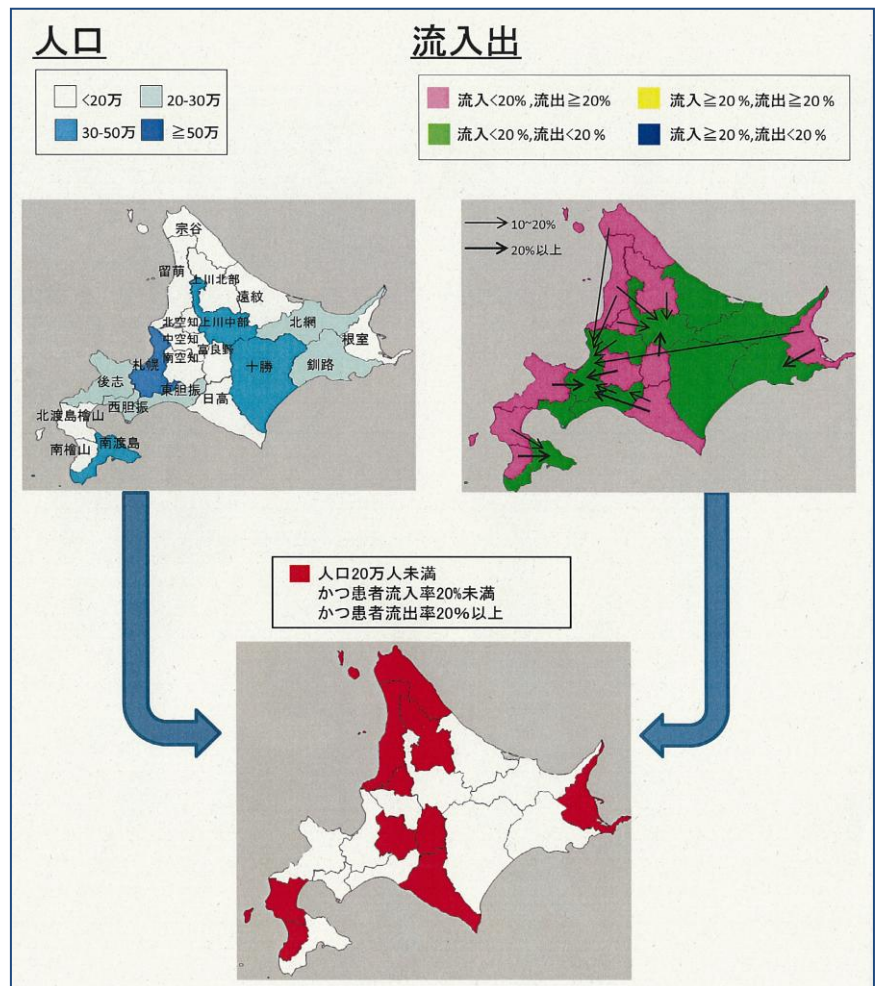 人口
<20万
20-30万
30-50万
≧50万
流入出
流入<20%,流出≧20%
流入≧20%,流出≧20%
流入<20%,流出<20%
流入≧20%,流出<20%
宗谷
留萌
上川北部
遠紋
北空知
上川中部
北網
中空知
富良野
根室
南空知
札幌
十勝
釧路
後志
東胆振
西胆振
日高
北渡島檜山
南渡島
南檜山
10~20%
20%以上
人口20万人未満
かつ患者流入率20%未満
かつ患者流出率20%以上